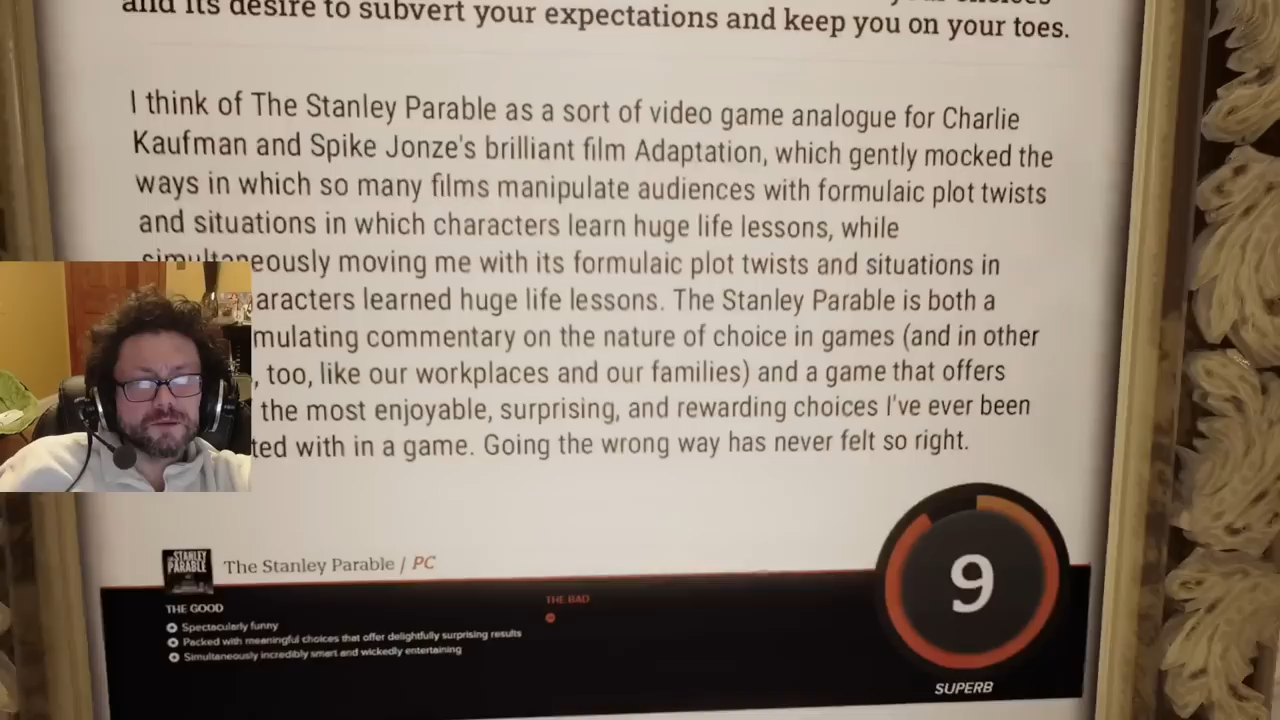 and its desire to subvert your expectations and keep you on your toes.
I think of The Stanley Parable as a sort of video game analogue for Charlie
Kaufman and Spike Jonze's brilliant film Adaptation, which gently mocked the
ways in which so many films manipulate audiences with formulaic plot twists
and situations in which characters learn huge life lessons, while
simultaneously moving me with its formulaic plot twists and situations in
aracters learned huge life lessons. The Stanley Parable is both a
mulating commentary on the nature of choice in games (and in other
, too, like our workplaces and our families) and a game that offers
the most enjoyable, surprising, and rewarding choices I've ever been
ted with in a game. Going the wrong way has never felt so right.
STANLEY
PARABLE
The Stanley Parable / PC
9
SUPERB
THE GOOD
Spectacularly funny
Packed with meaningful choices that offer delightfully surprising results
Simultaneously incredibly smart and wickedly entertaining
THE BAD